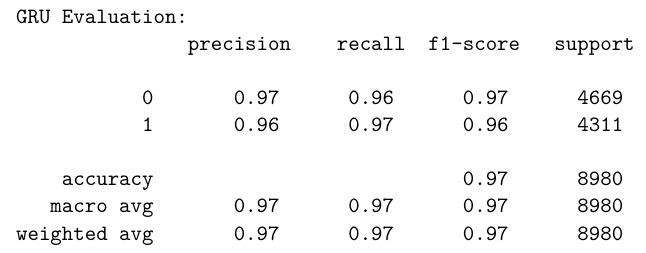 GRU Evaluation:
precision recall f1-score support
0 0.97 0.96 0.97 4669
1 0.96 0.97 0.96 4311
accuracy 0.97 8980
macro avg 0.97 0.97 0.97 8980
weighted avg 0.97 0.97 0.97 8980